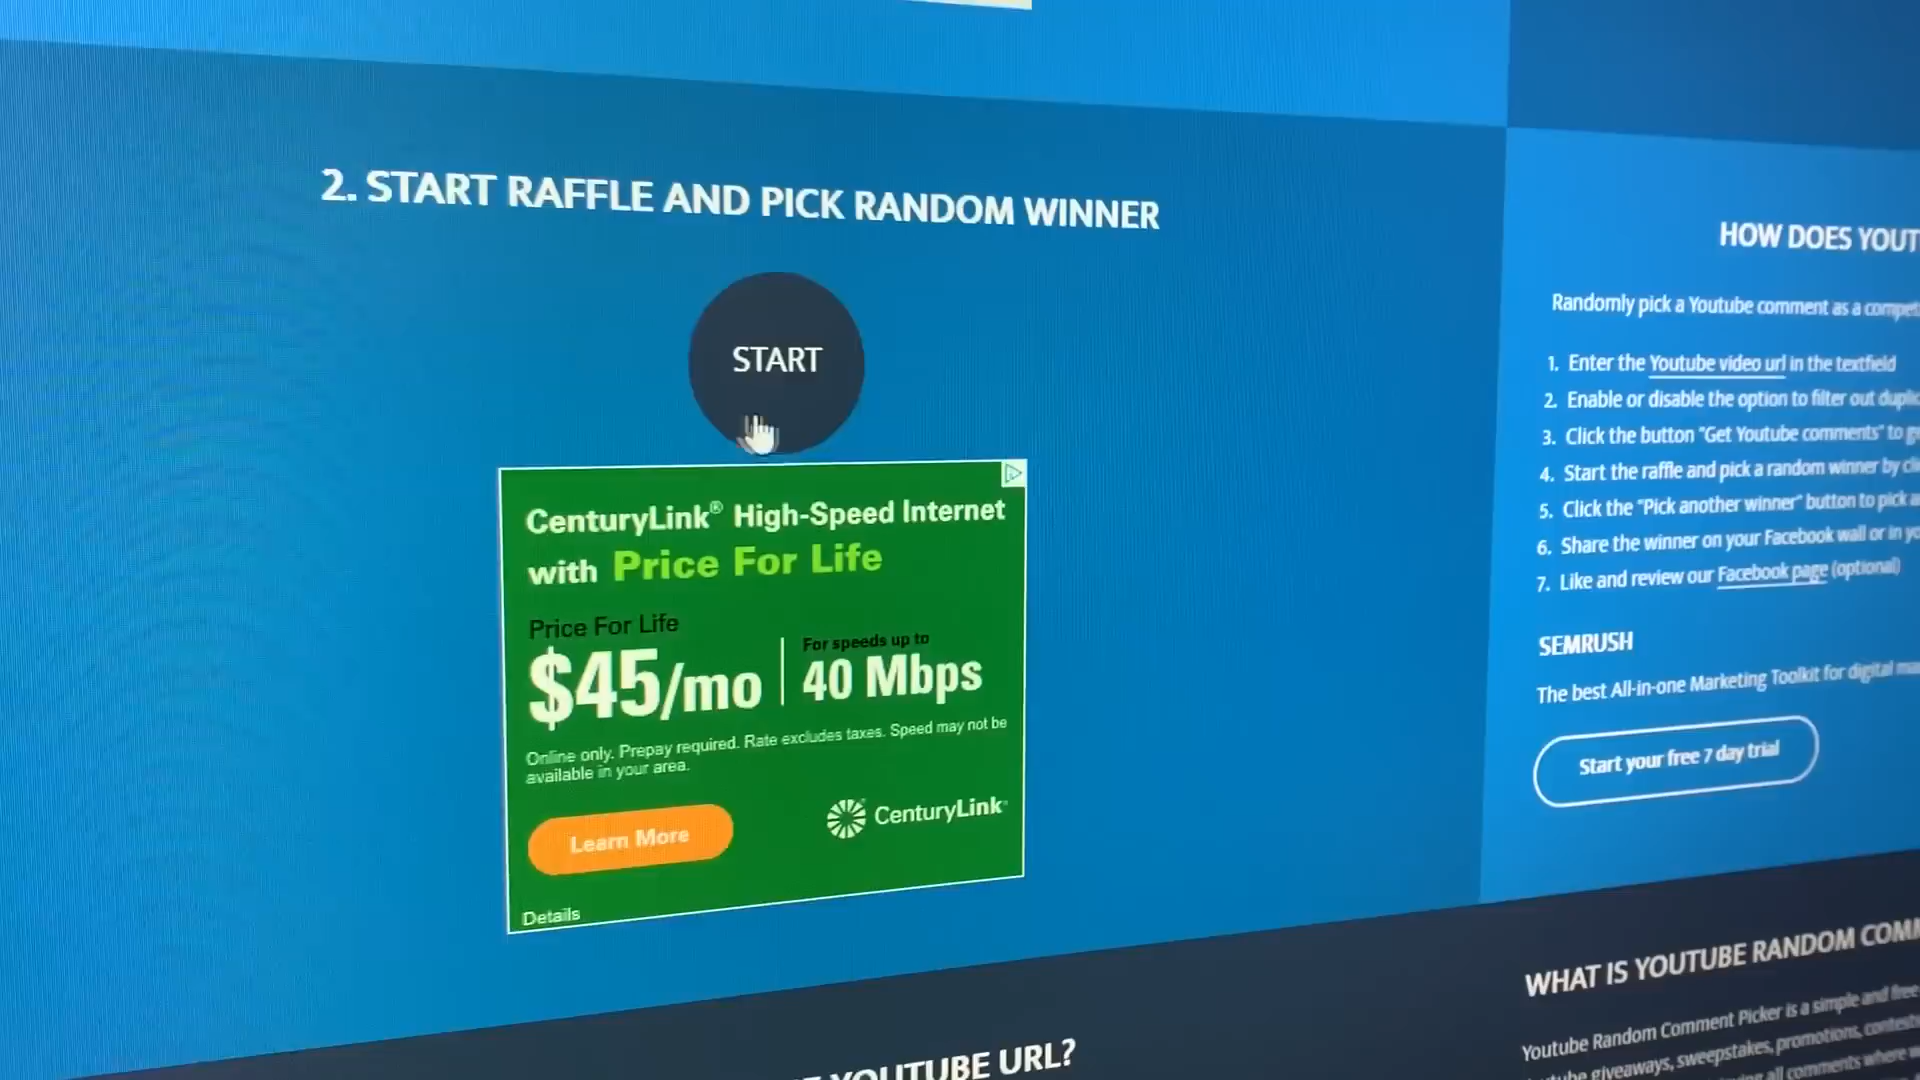 2. START RAFFLE AND PICK RANDOM WINNER
START
CenturyLink® High-Speed Internet
with Price For Life
Price For Life
$45/mo
For speeds up to
40 Mbps
Online only. Prepay required. Rate excludes taxes. Speed may not be
available in your area.
Learn More
CenturyLink
Details
YOUTUBE URL?
HOW DOES
Randomly pick a Youtube comment as a
1. Enter the Youtube video url in the textfield
2. Enable or disable the option to filter out
3. Click the button "Get Youtube comments" to
4. Start the raffle and pick a random winner by
5. Click the "Pick another winner" button to pick
6. Share the winner on your Facebook wall or in
7. Like and review our Facebook page (optional)
SEMRUSH
The best All-in-one Marketing Toolkit for digital
Start your free 7 day trial
WHAT IS YOUTUBE RANDOM
Youtube Random Comment Picker is a simple and free
giveaways, sweepstakes, promotions,
all comments where